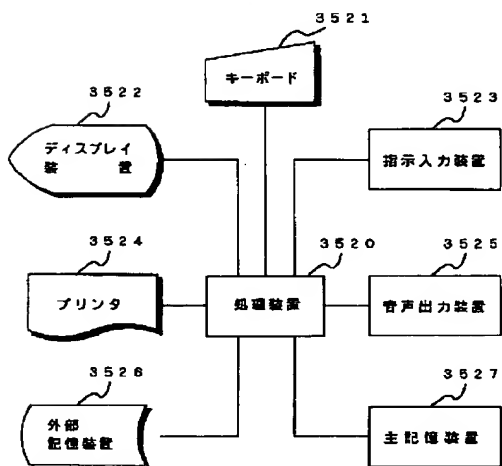 3521
キーボード
3522
ディスプレイ
装置
3523
指示入力装置
3524
プリンタ
3520
処理装置
3525
音声出力装置
3526
外部
記憶装置
3527
主記憶装置